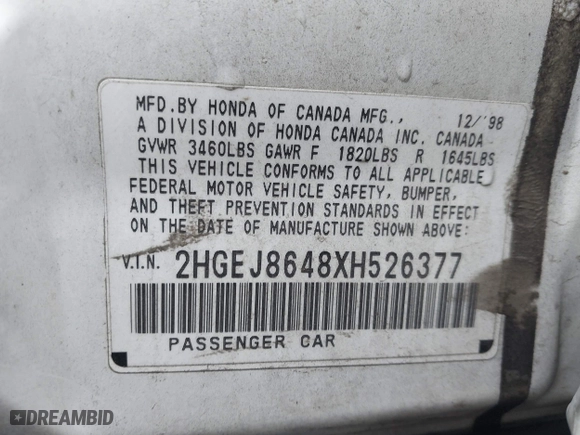 MFD.BY HONDA OF CANADA MFG., 12/'98
A DIVISION OF HONDA CANADA INC. CANADA
GVWR 3460LBS GAWR F 1820LBS R 1645LBS
THIS VEHICLE CONFORMS TO ALL APPLICABLE
FEDERAL MOTOR VEHICLE SAFETY, BUMPER,
AND THEFT PREVENTION STANDARDS IN EFFECT
ON THE DATE OF MANUFACTURE SHOWN ABOVE:
V.I.N. 2HGEJ8648XH526377
PASSENGER CAR
DREAMBID